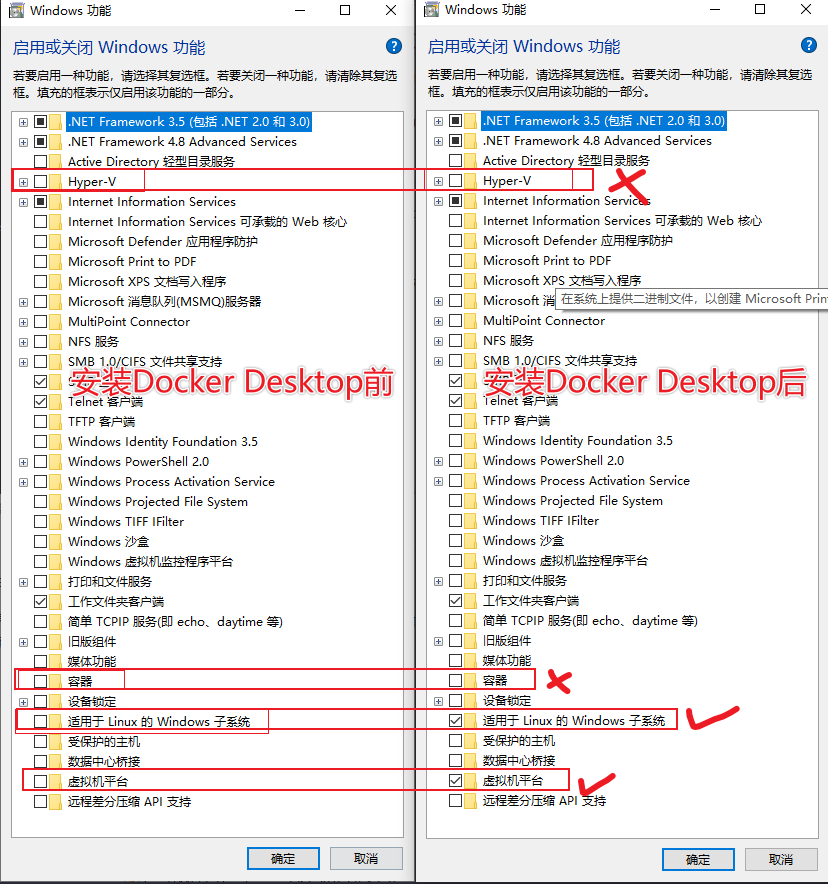 Windows 功能
启用或关闭 Windows 功能
若要启用一种功能，请选择其复选框。若要关闭一种功能，请清除其复选
框。填充的框表示仅启用该功能的一部分。
.NET Framework 3.5 (包括 .NET 2.0 和 3.0)
.NET Framework 4.8 Advanced Services
Active Directory 轻型目录服务
Hyper-V
Internet Information Services
Internet Information Services 可承载的 Web 核心
Microsoft Defender 应用程序防护
Microsoft Print to PDF
Microsoft XPS 文档写入程序
Microsoft 消息队列(MSMQ)服务器
MultiPoint Connector
NFS 服务
SMB 1.0/CIFS 文件共享支持
安装Docker Desktop前
Telnet 客户端
TFTP 客户端
Windows Identity Foundation 3.5
Windows PowerShell 2.0
Windows Process Activation Service
Windows Projected File System
Windows TIFF IFilter
Windows 沙盒
Windows 虚拟机监控程序平台
打印和文件服务
工作文件夹客户端
简单 TCPIP 服务(即 echo、daytime 等)
旧版组件
媒体功能
容器
设备锁定
适用于 Linux 的 Windows 子系统
受保护的主机
数据中心桥接
虚拟机平台
远程差分压缩 API 支持
确定
取消
Windows 功能
启用或关闭 Windows 功能
若要启用一种功能，请选择其复选框。若要关闭一种功能，请清除其复选
框。填充的框表示仅启用该功能的一部分。
.NET Framework 3.5 (包括 .NET 2.0 和 3.0)
.NET Framework 4.8 Advanced Services
Active Directory 轻型目录服务
Hyper-V
Internet Information Services
Internet Information Services 可承载的 Web 核心
Microsoft Defender 应用程序防护
Microsoft Print to PDF
Microsoft XPS 文档写入程序
Microsoft 消
在系统上提供二进制文件，以创建 Microsoft Prin
MultiPoint Connector
NFS 服务
SMB 1.0/CIFS 文件共享支持
安装Docker Desktop后
Telnet 客户端
TFTP 客户端
Windows Identity Foundation 3.5
Windows PowerShell 2.0
Windows Process Activation Service
Windows Projected File System
Windows TIFF IFilter
Windows 沙盒
Windows 虚拟机监控程序平台
打印和文件服务
工作文件夹客户端
简单 TCPIP 服务(即 echo、daytime 等)
旧版组件
媒体功能
容器
设备锁定
适用于 Linux 的 Windows 子系统
受保护的主机
数据中心桥接
虚拟机平台
远程差分压缩 API 支持
确定
取消